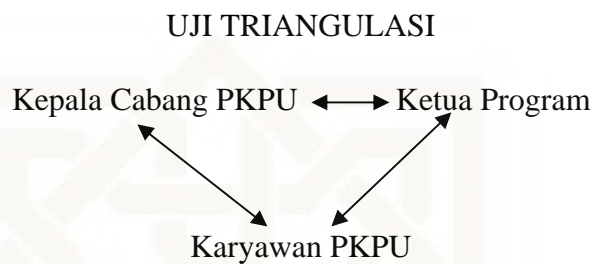 UJI TRIANGULASI
Kepala Cabang PKPU Ketua Program
Karyawan PKPU